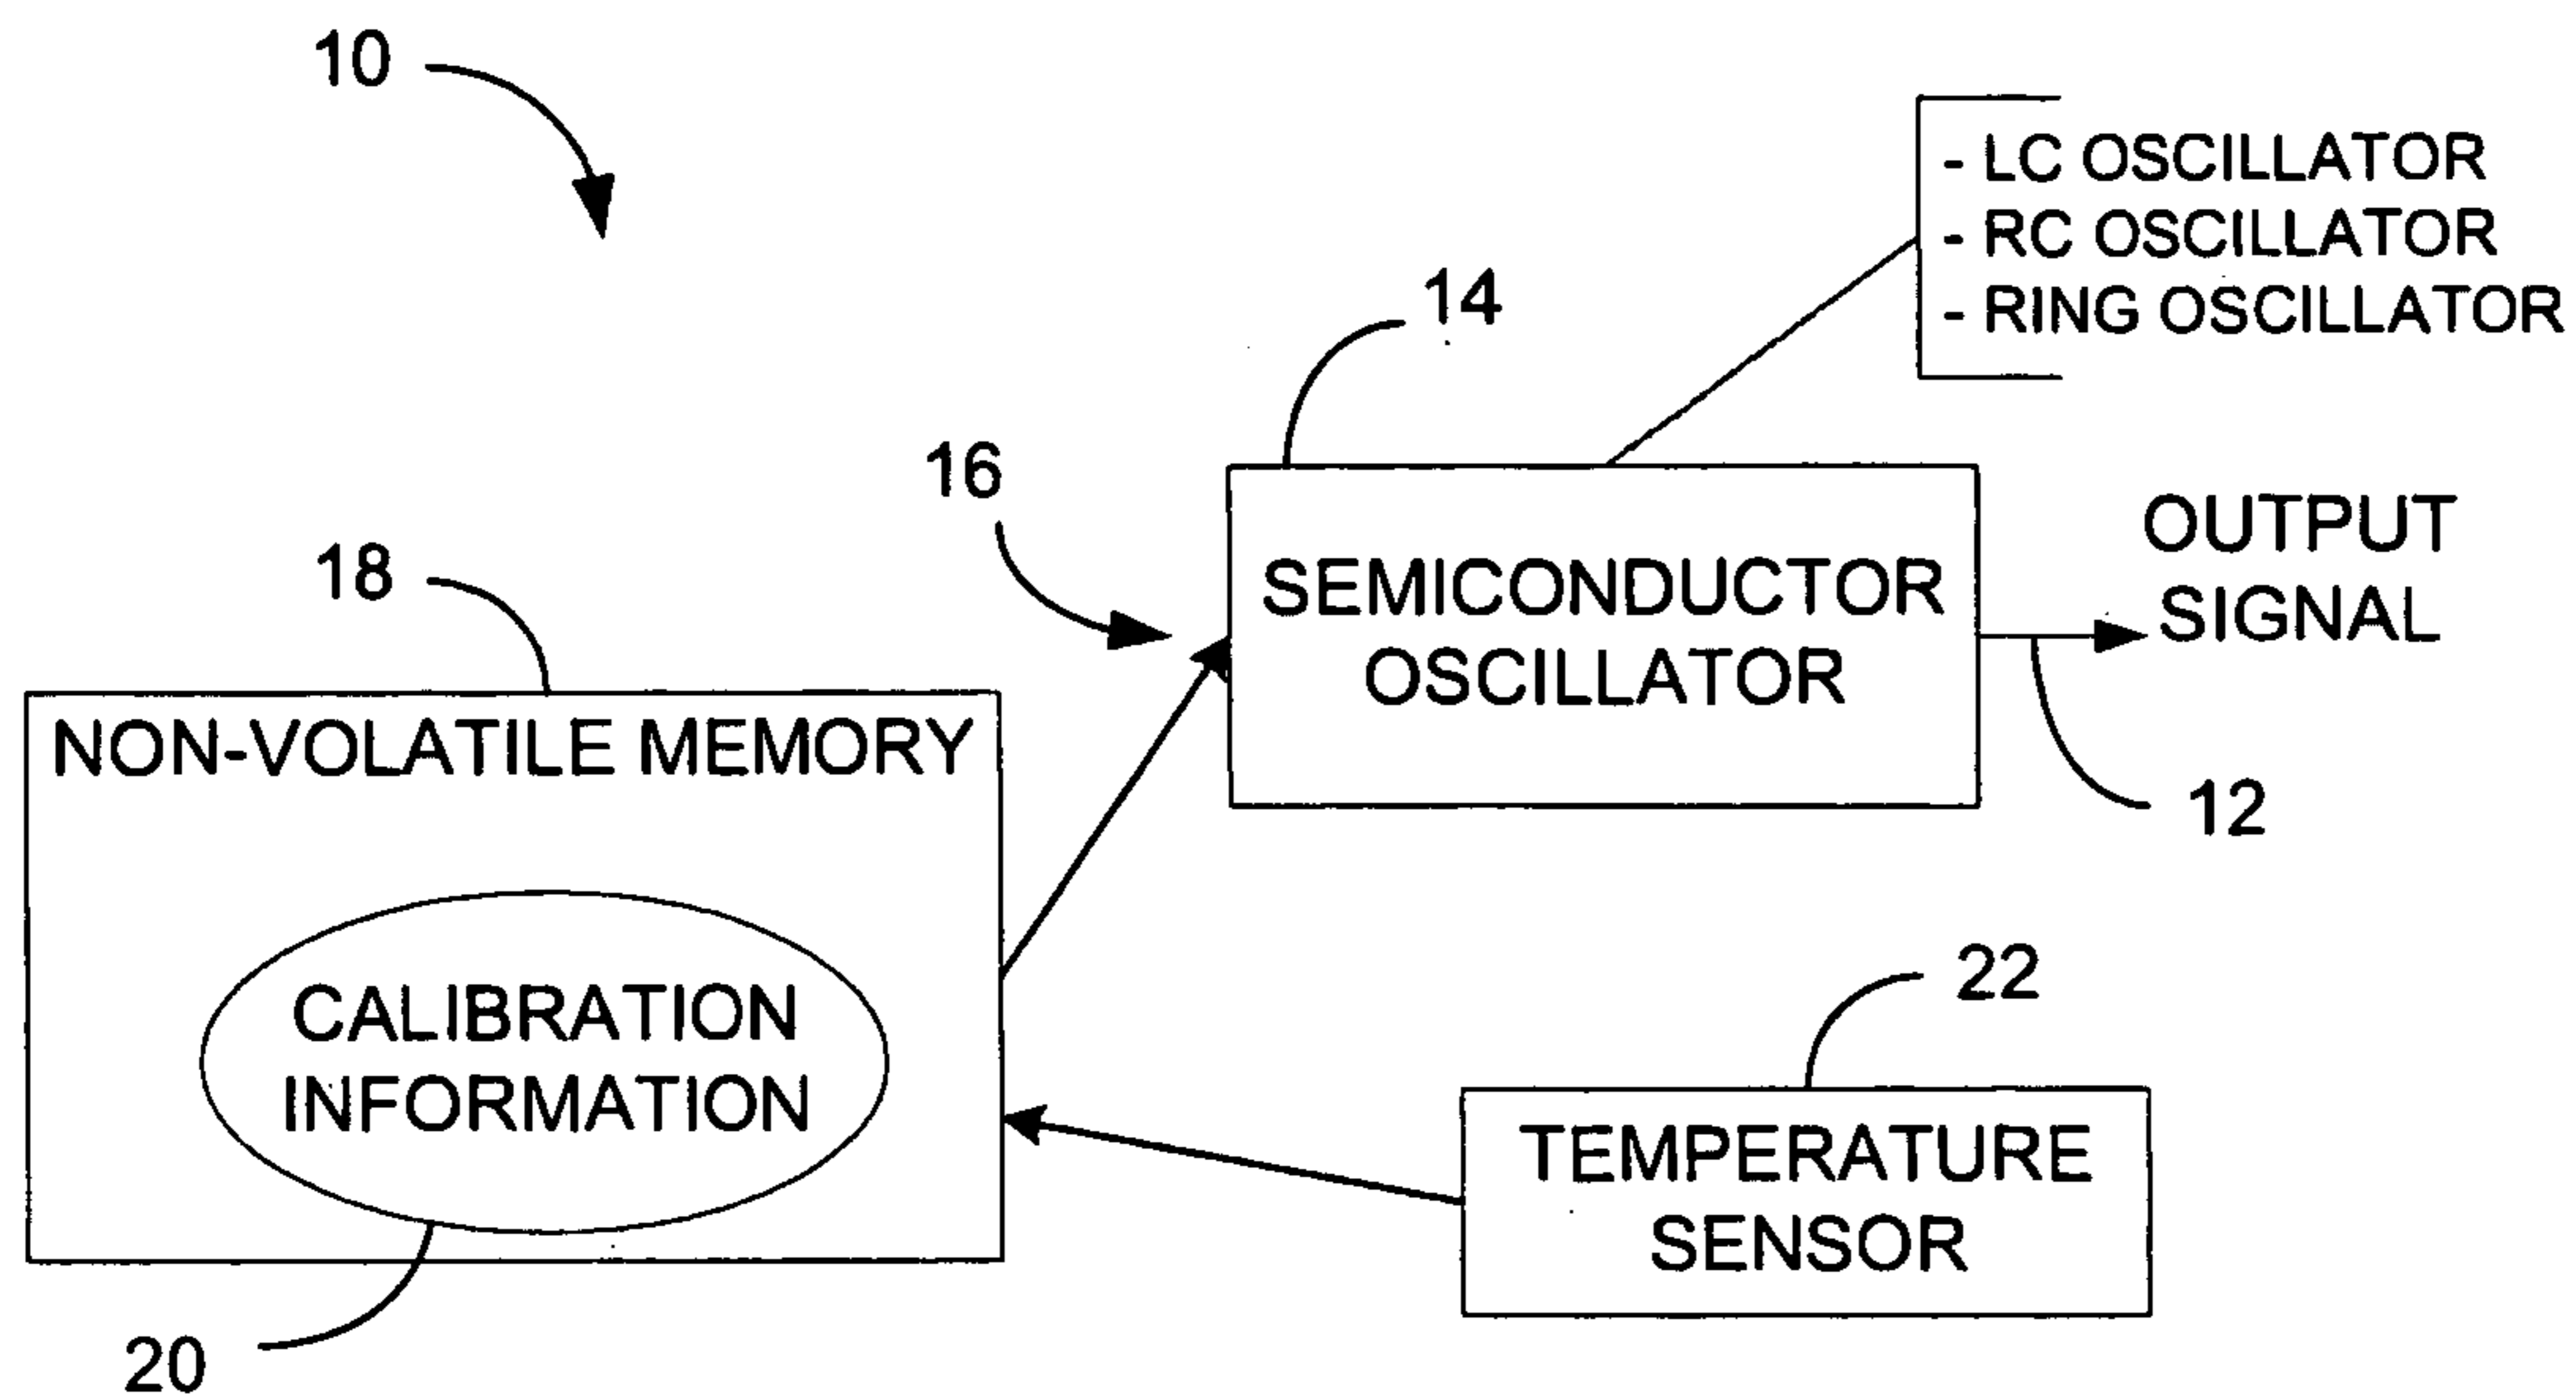 10
- LC OSCILLATOR
- RC OSCILLATOR
- RING OSCILLATOR
14
16
SEMICONDUCTOR
OSCILLATOR
OUTPUT
SIGNAL
12
18
NON-VOLATILE MEMORY
CALIBRATION
INFORMATION
20
22
TEMPERATURE
SENSOR